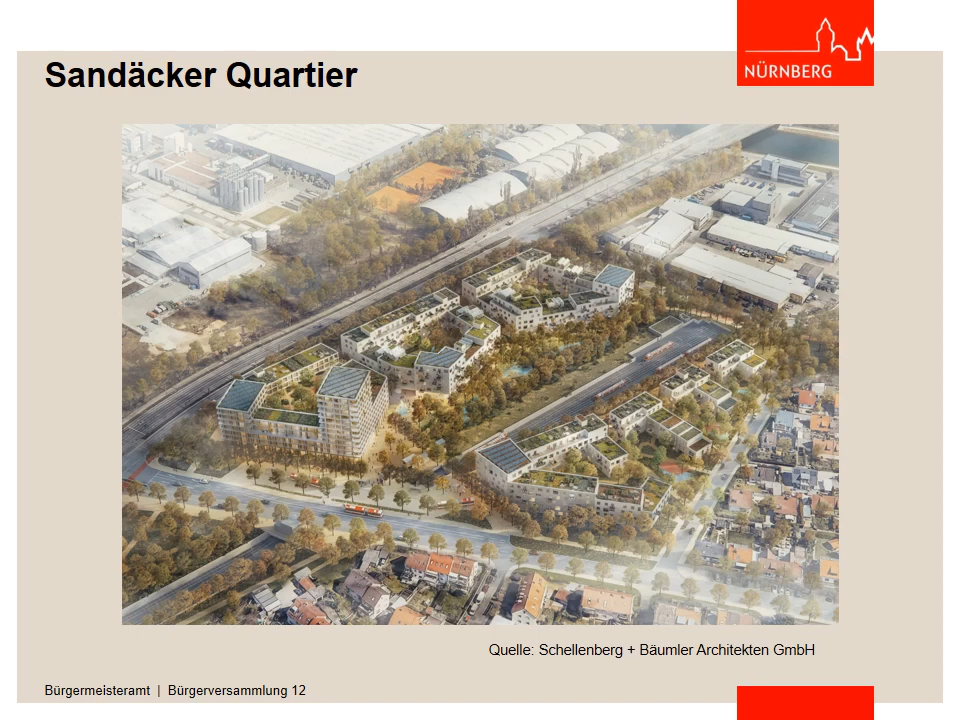 Sandäcker Quartier
NÜRNBERG
Quelle: Schellenberg + Bäumler Architekten GmbH
Bürgermeisteramt | Bürgerversammlung 12